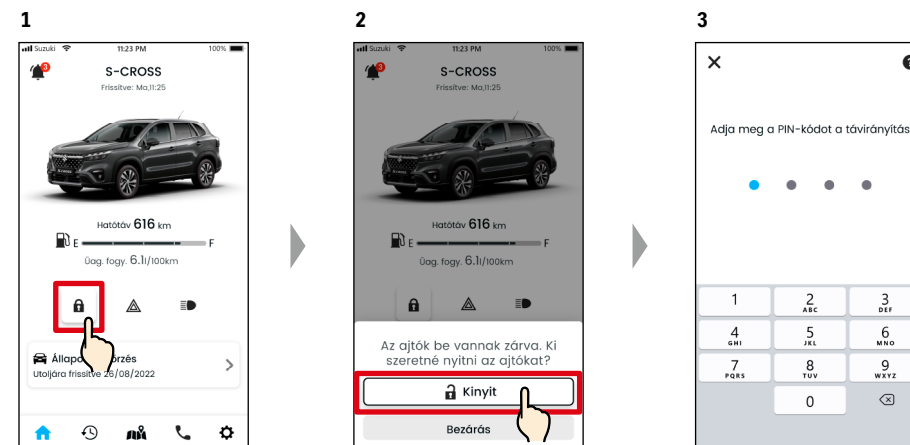 1
Suzuki 11:23 PM 100%
3
S-CROSS
Frissítve: Ma,11:25
Hatótáv 616 km
E F
Üag. fogy. 6.1l/100km
Utoljára frissítve 26/08/2022
2
Suzuki 11:23 PM 100%
3
S-CROSS
Frissítve: Ma,11:25
Hatótáv 616 km
E F
Üag. fogy. 6.1l/100km
Az ajtók be vannak zárva. Ki
szeretné nyitni az ajtókat?
Kinyit
Bezárás
3
Adja meg a PIN-kódot a távirányítás
1 2 3
ABC DEF
4 5 6
GHI JKL MNO
7 8 9
PQRS TUV WXYZ
0